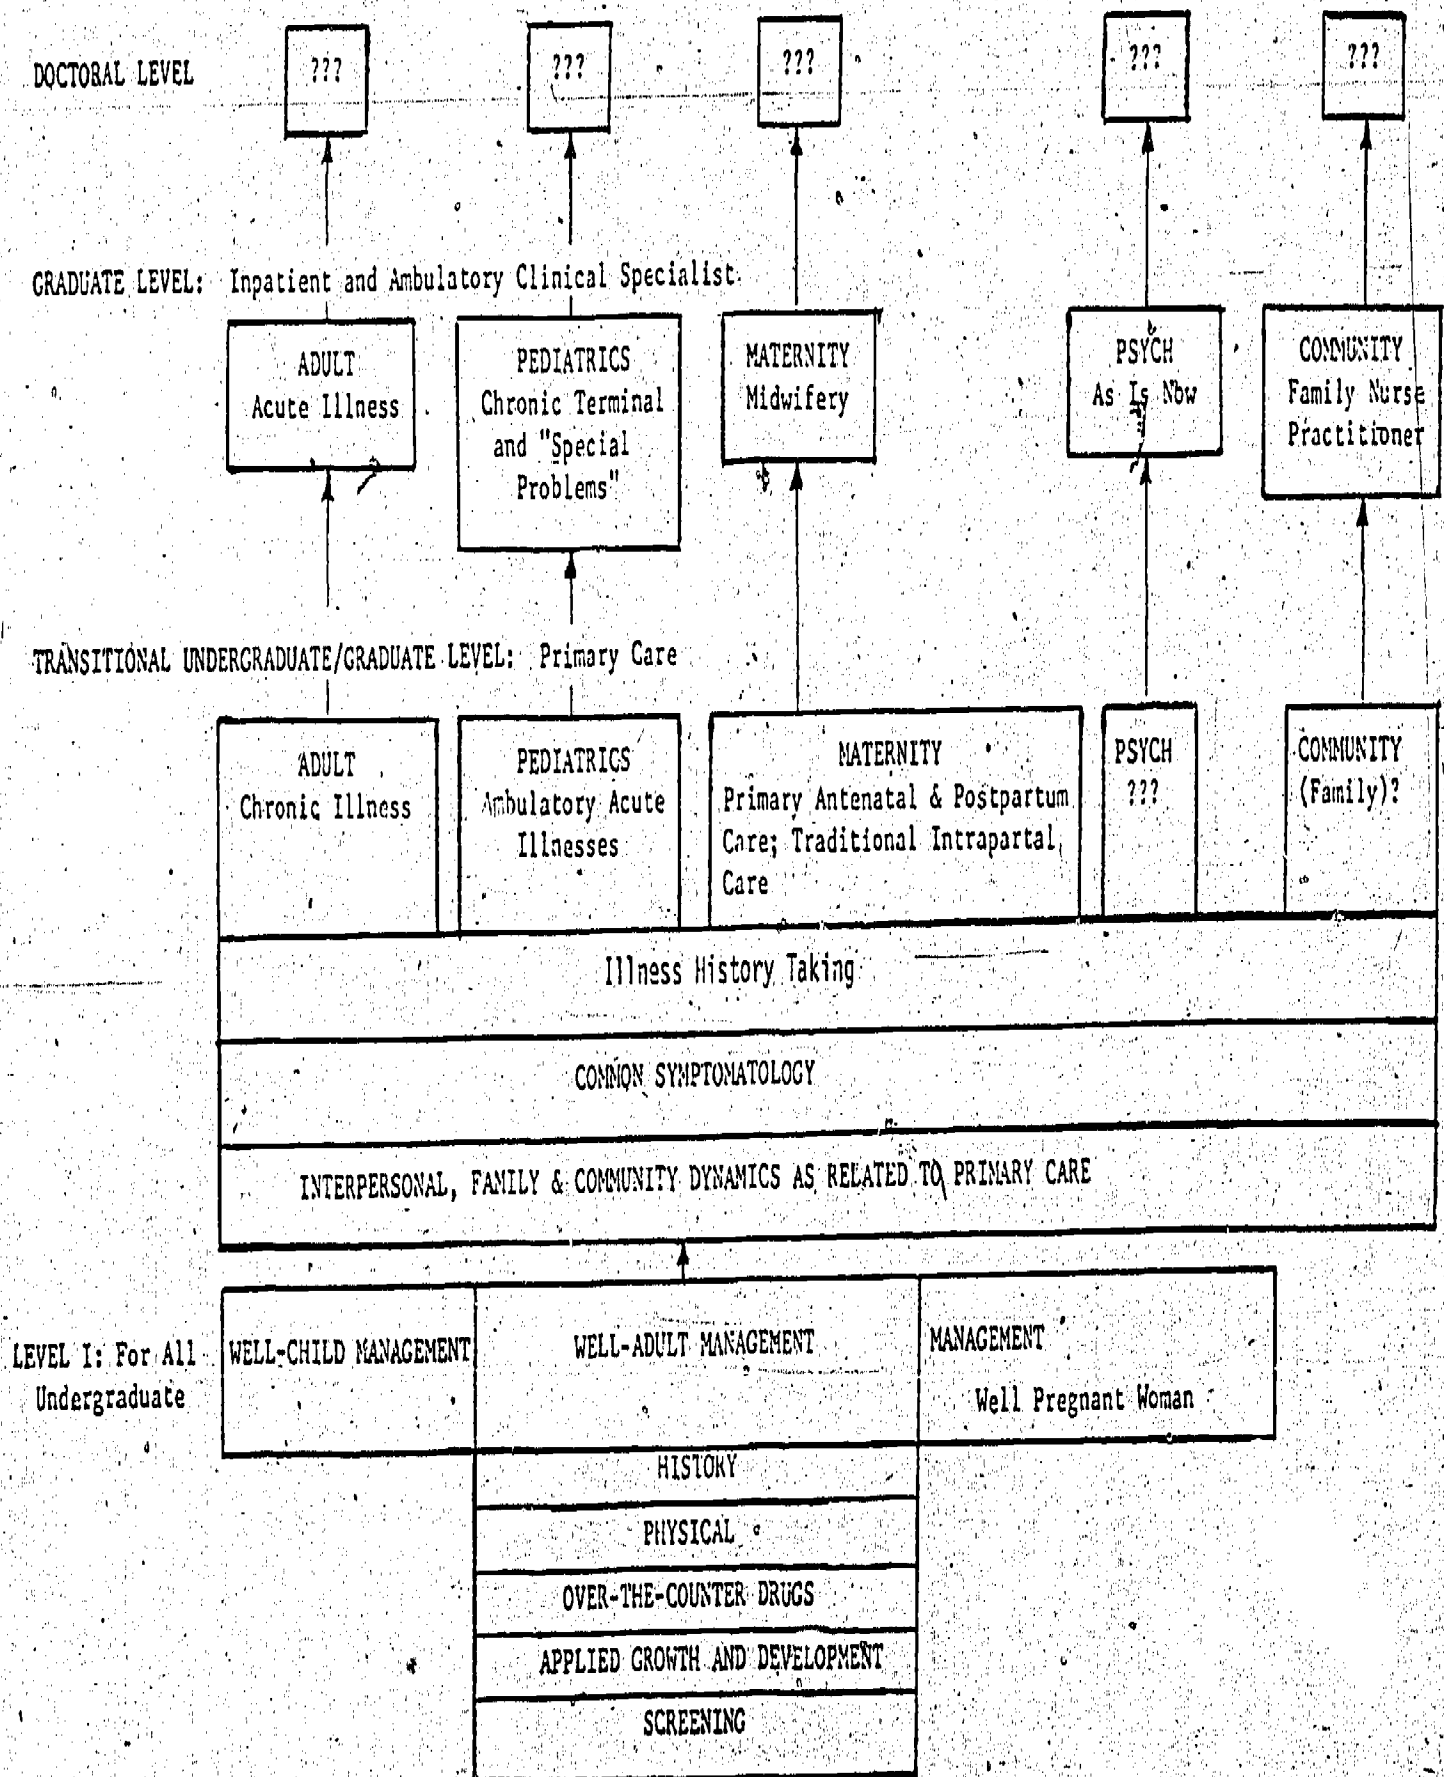 DOCTORAL LEVEL
???
???
???
???
???
GRADUATE LEVEL: Inpatient and Ambulatory Clinical Specialist
ADULT
Acute Illness
PEDIATRICS
Chronic Terminal
and "Special
Problems"
MATERNITY
Midwifery
PSYCH
As Is Now
COMMUNITY
Family Nurse
Practitioner
TRANSITIONAL UNDERGRADUATE/GRADUATE LEVEL: Primary Care
ADULT
Chronic Illness
PEDIATRICS
Ambulatory Acute
Illnesses
MATERNITY
Primary Antenatal & Postpartum
Care; Traditional Intrapartal
Care
PSYCH
???
COMMUNITY
(Family)?
Illness History Taking
COMMON SYMPTOMATOLOGY
INTERPERSONAL, FAMILY & COMMUNITY DYNAMICS AS RELATED TO PRIMARY CARE
LEVEL I: For All
Undergraduate
WELL-CHILD MANAGEMENT
WELL-ADULT MANAGEMENT
MANAGEMENT
Well Pregnant Woman
HISTORY
PHYSICAL
OVER-THE-COUNTER DRUGS
APPLIED GROWTH AND DEVELOPMENT
SCREENING